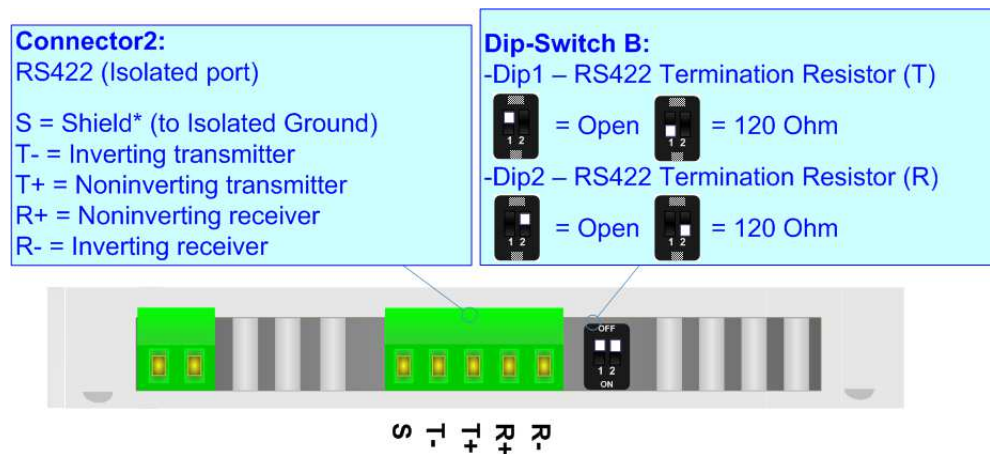 Connector2:
RS422 (Isolated port)
S = Shield* (to Isolated Ground)
T- = Inverting transmitter
T+ = Noninverting transmitter
R+ = Noninverting receiver
R- = Inverting receiver
Dip-Switch B:
-Dip1 – RS422 Termination Resistor (T)
1 2 = Open 1 2 = 120 Ohm
-Dip2 – RS422 Termination Resistor (R)
1 2 = Open 1 2 = 120 Ohm
OFF
1 2
ON
S T- T+ R+ R-